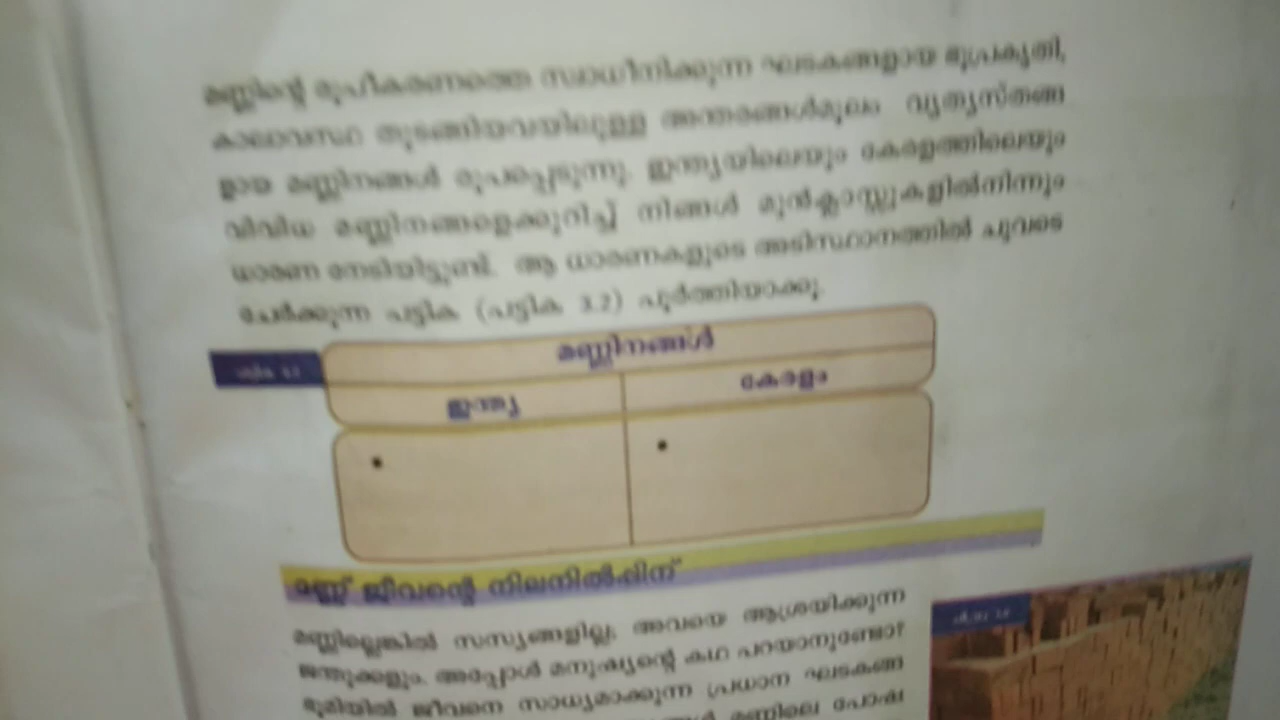 മണ്ണിന്റെ രൂപീകരണത്തെ സ്വാധീനിക്കുന്ന ഘടകങ്ങളായ ഭൂപ്രകൃതി,
കാലാവസ്ഥ തുടങ്ങിയവയിലുള്ള അന്തരങ്ങൾമൂലം വ്യത്യസ്തങ്ങ
ളായ മണ്ണിനങ്ങൾ രൂപപ്പെടുന്നു. ഇന്ത്യയിലെയും കേരളത്തിലെയും
വിവിധ മണ്ണിനങ്ങളെക്കുറിച്ച് നിങ്ങൾ മുൻക്ലാസ്സുകളിൽനിന്നും
ധാരണ നേടിയിട്ടുണ്ട്. ആ ധാരണകളുടെ അടിസ്ഥാനത്തിൽ ചുവടെ
ചേർക്കുന്ന പട്ടിക (പട്ടിക 3.2) പൂർത്തിയാക്കൂ.
മണ്ണിനങ്ങൾ
ഇന്ത്യ
കേരളം
മണ്ണ് ജീവന്റെ നിലനിൽപ്പിന്
മണ്ണില്ലെങ്കിൽ സസ്യങ്ങളില്ല; അവയെ ആശ്രയിക്കുന്ന
ജന്തുക്കളും. അപ്പോൾ മനുഷ്യന്റെ കഥ പറയാനുണ്ടോ?
ഭൂമിയിൽ ജീവനെ സാധ്യമാക്കുന്ന പ്രധാന ഘടകങ്ങ
മണ്ണിലെ പോഷ